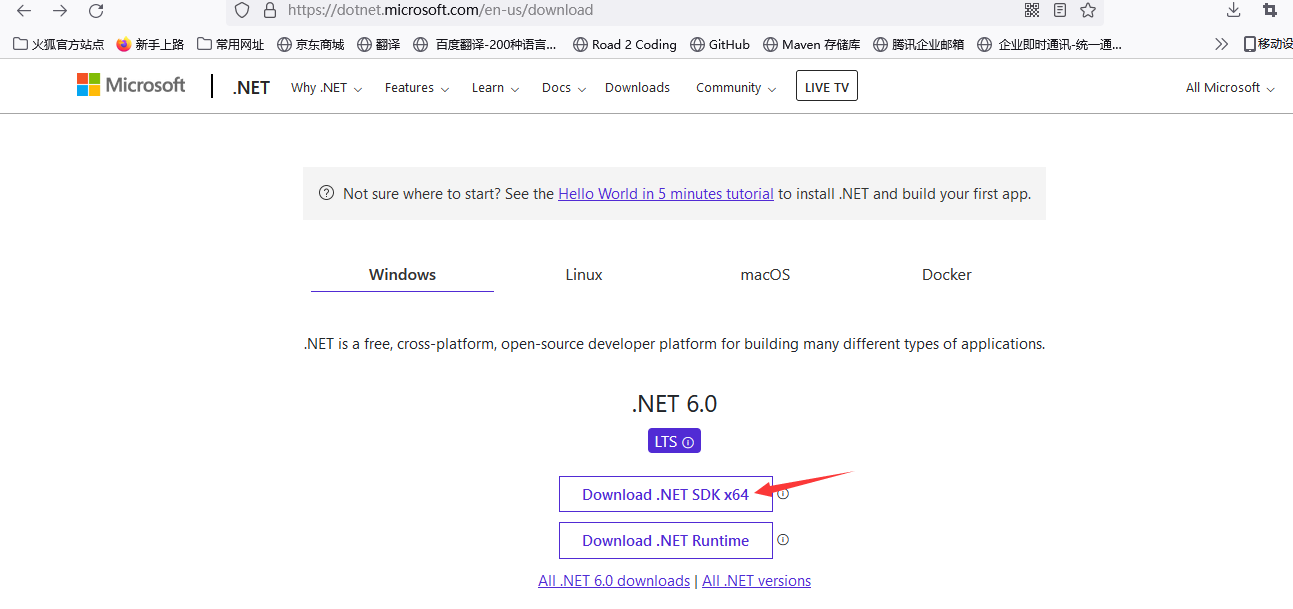 https://dotnet.microsoft.com/en-us/download
火狐官方站点 新手上路 常用网址 京东商城 翻译 百度翻译-200种语言... Road 2 Coding GitHub Maven 存储库 腾讯企业邮箱 企业即时通讯-统一通... 移动设
Microsoft .NET Why .NET Features Learn Docs Downloads Community LIVE TV All Microsoft
Not sure where to start? See the Hello World in 5 minutes tutorial to install .NET and build your first app.
Windows Linux macOS Docker
.NET is a free, cross-platform, open-source developer platform for building many different types of applications.
.NET 6.0
LTS
Download .NET SDK x64
Download .NET Runtime
All .NET 6.0 downloads | All .NET versions